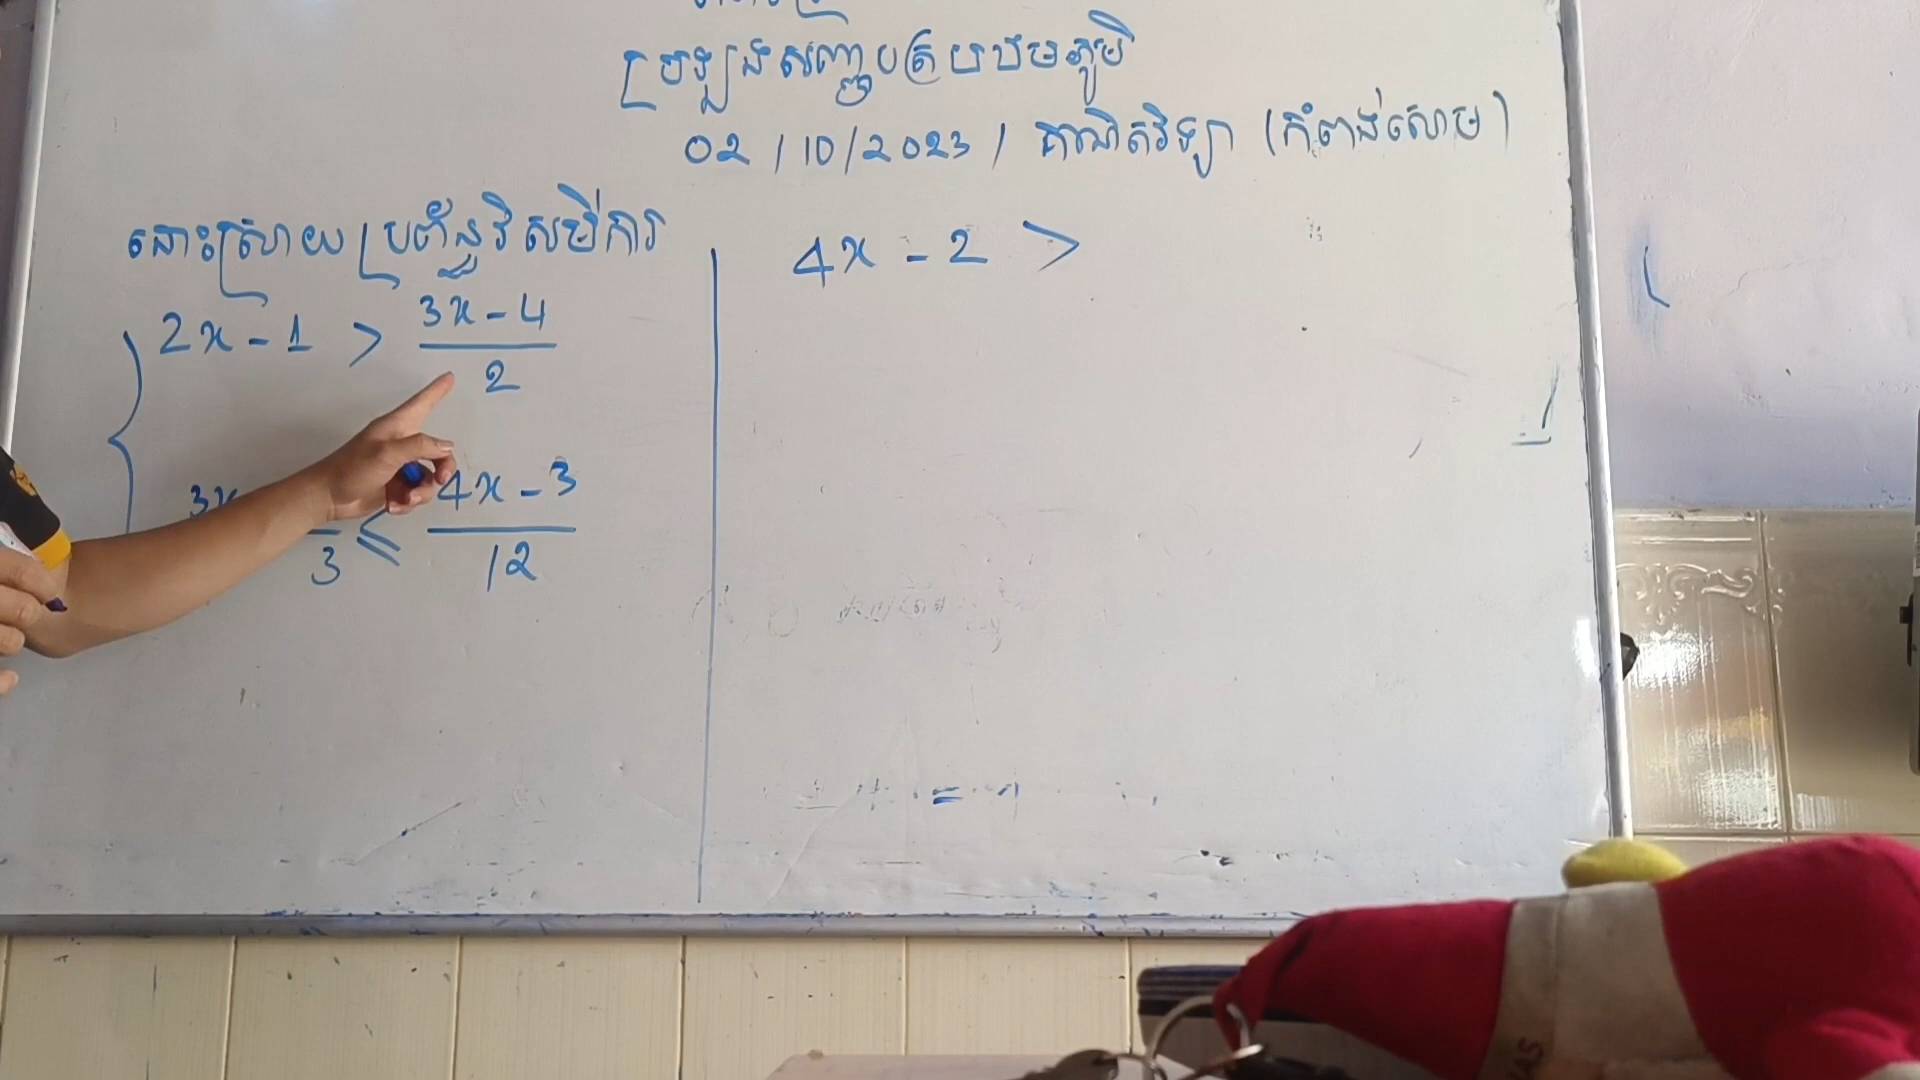 ប្រឡងសញ្ញាបត្របឋមភូមិ
02/10/2023/ គណិតវិទ្យា (កំពង់សោម)
ដោះស្រាយប្រព័ន្ធវិសមីការ
2x - 1 > (3x - 4)/2
3x 3 ≤ (4x - 3)/12
4x - 2 >